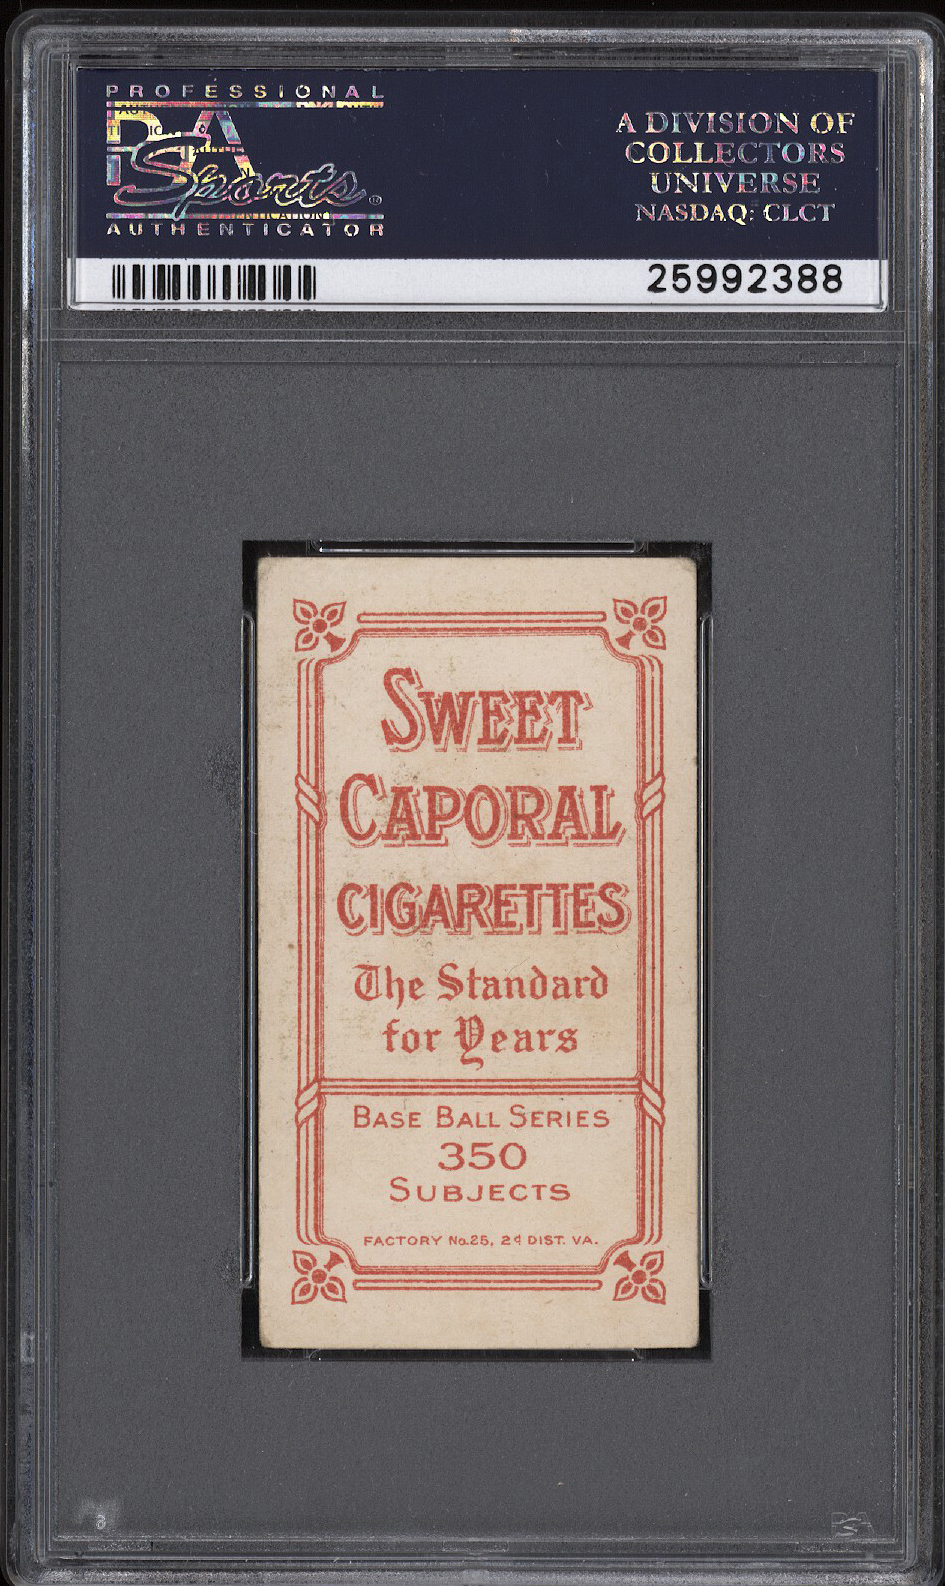 PROFESSIONAL
PSA
Sports
AUTHENTICATOR
A DIVISION OF
COLLECTORS
UNIVERSE
NASDAQ: CLCT
25992388
SWEET
CAPORAL
CIGARETTES
The Standard
for Years
BASE BALL SERIES
350
SUBJECTS
FACTORY No.25, 2d DIST. VA.